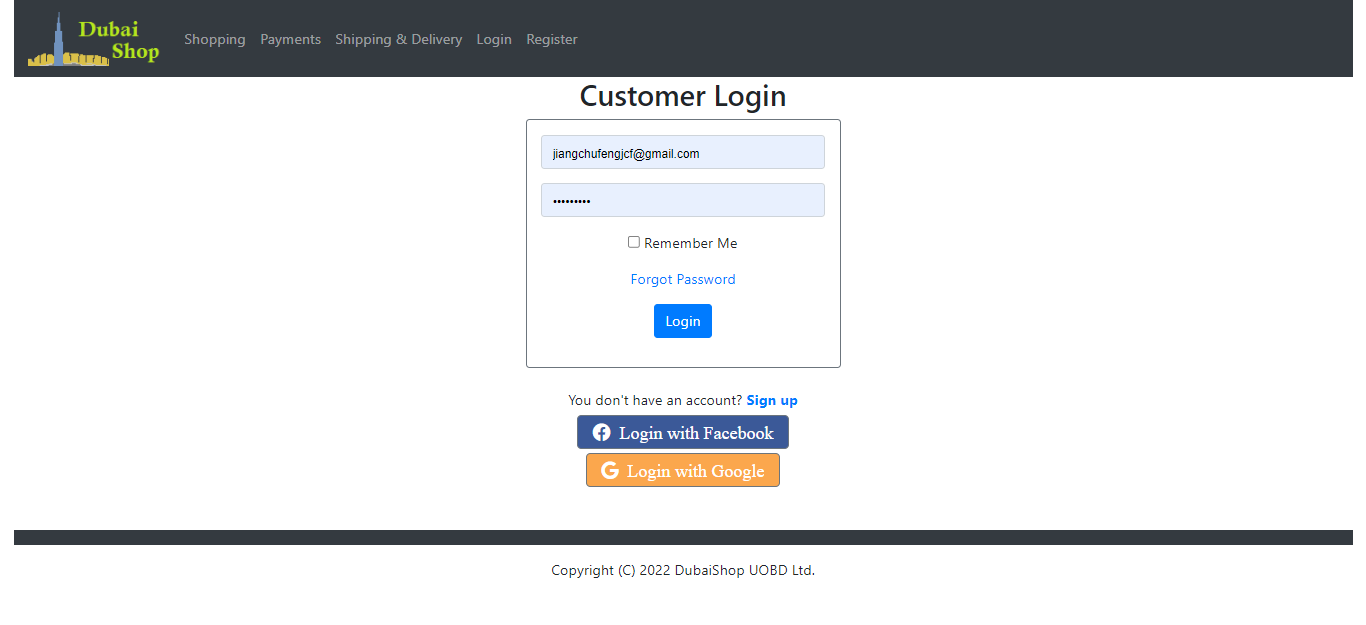 Dubai
Shop
Shopping Payments Shipping & Delivery Login Register
Customer Login
jiangchufengjcf@gmail.com
•••••••••
Remember Me
Forgot Password
Login
You don't have an account? Sign up
Login with Facebook
Login with Google
Copyright (C) 2022 DubaiShop UOBD Ltd.